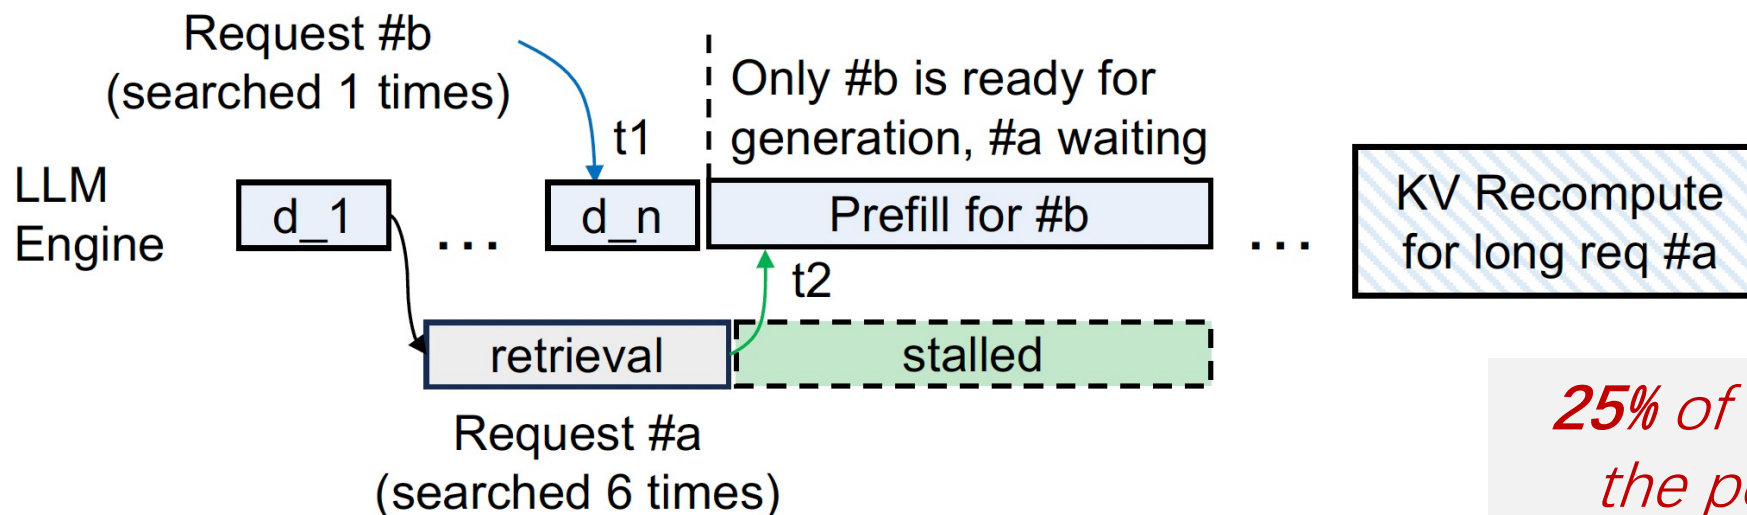 Request #b
(searched 1 times)
t1
Only #b is ready for
generation, #a waiting
LLM
Engine
d_1
...
d_n
Prefill for #b
...
KV Recompute
for long req #a
t2
retrieval
stalled
Request #a
(searched 6 times)
25% of
the